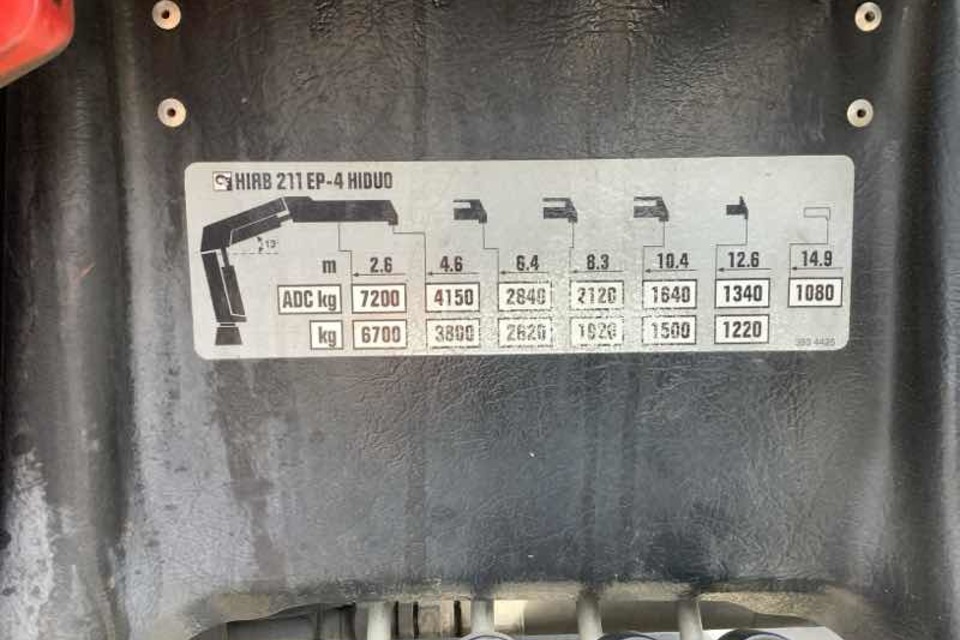 HIAB 211 EP-4 HIDUO
13°
m 2.6 4.6 6.4 8.3 10.4 12.6 14.9
ADC kg 7200 4150 2840 2120 1640 1340 1080
kg 6700 3800 2620 1920 1500 1220